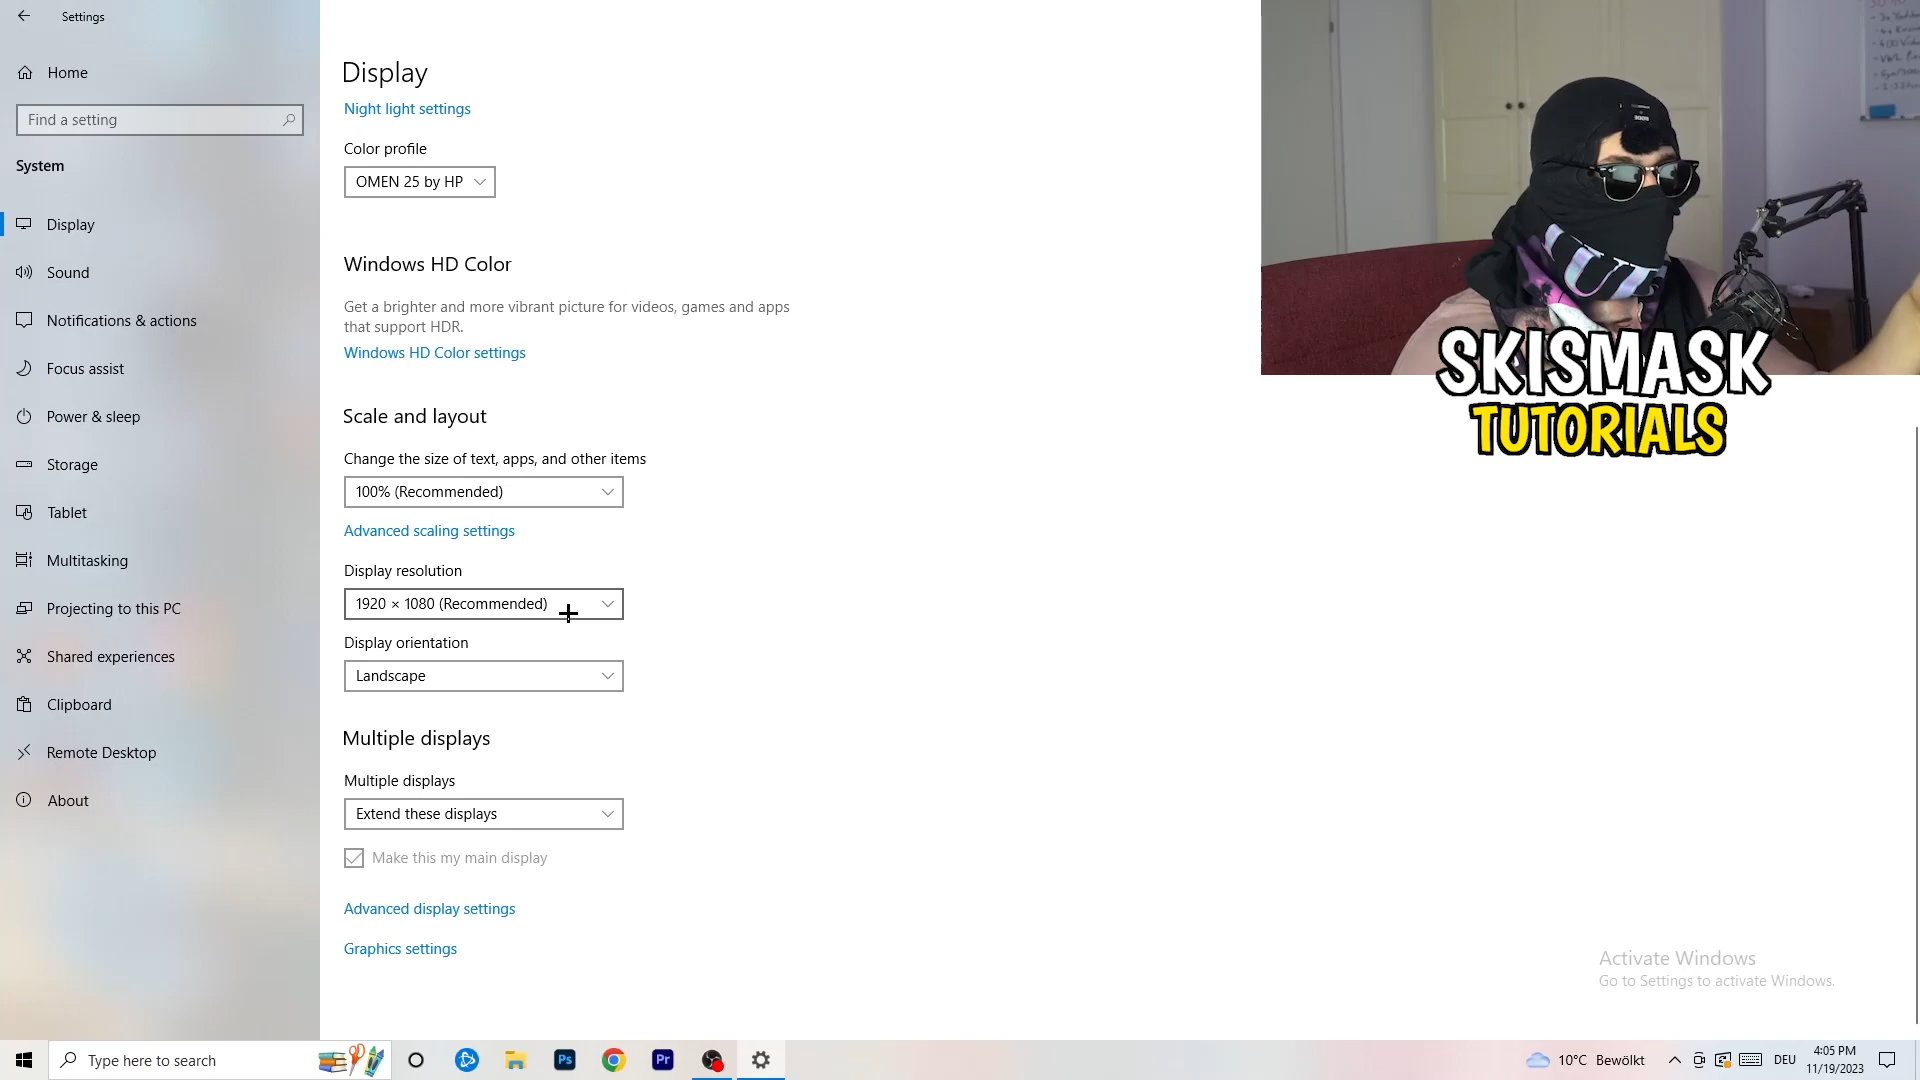 Settings
Home
Find a setting
System
Display
Sound
Notifications & actions
Focus assist
Power & sleep
Storage
Tablet
Multitasking
Projecting to this PC
Shared experiences
Clipboard
Remote Desktop
About
Display
Night light settings
Color profile
OMEN 25 by HP
Windows HD Color
Get a brighter and more vibrant picture for videos, games and apps
that support HDR.
Windows HD Color settings
Scale and layout
Change the size of text, apps, and other items
100% (Recommended)
Advanced scaling settings
Display resolution
1920 × 1080 (Recommended)
Display orientation
Landscape
Multiple displays
Multiple displays
Extend these displays
Make this my main display
Advanced display settings
Graphics settings
SKISMASK
TUTORIALS
Activate Windows
Go to Settings to activate Windows.
Type here to search
Ps
Pr
10°C Bewölkt
DEU
4:05 PM
11/19/2023